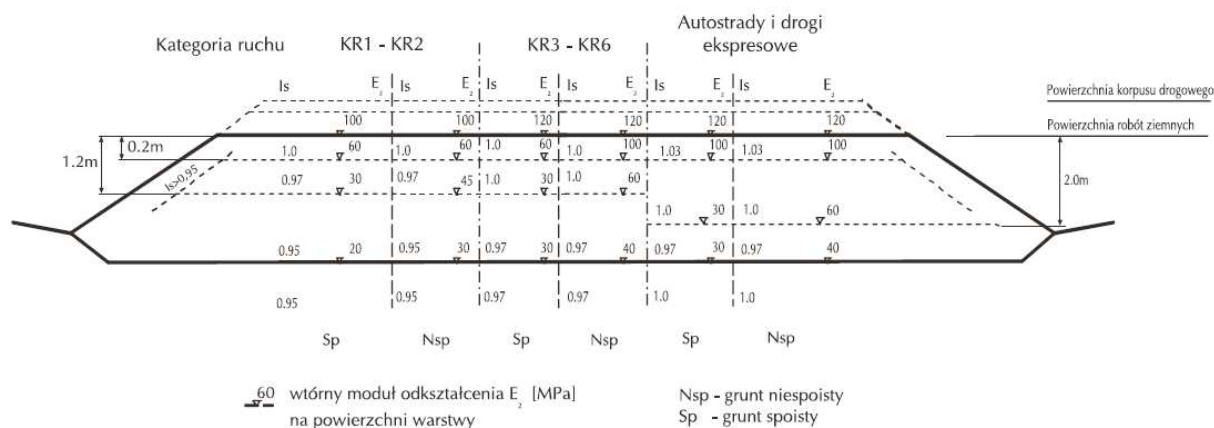 Autostrady i drogi
Kategoria ruchu KR1 - KR2 KR3 - KR6 ekspresowe
Is E₂ Is E₂ Is E₂ Is E₂ Is E₂ Is E₂
Powierzchnia korpusu drogowego
100 100 120 120 120 120
Powierzchnia robót ziemnych
0.2m 1.0 60 1.0 60 1.0 60 1.0 100 1.03 100 1.03 100
1.2m Is>0.95 0.97 30 0.97 45 1.0 30 1.0 60 2.0m
1.0 30 1.0 60
0.95 20 0.95 30 0.97 30 0.97 40 0.97 30 0.97 40
0.95 0.95 0.97 0.97 1.0 1.0
Sp Nsp Sp Nsp Sp Nsp
60 wtórny moduł odkształcenia E₂ [MPa] Nsp - grunt niespoisty
na powierzchni warstwy Sp - grunt spoisty